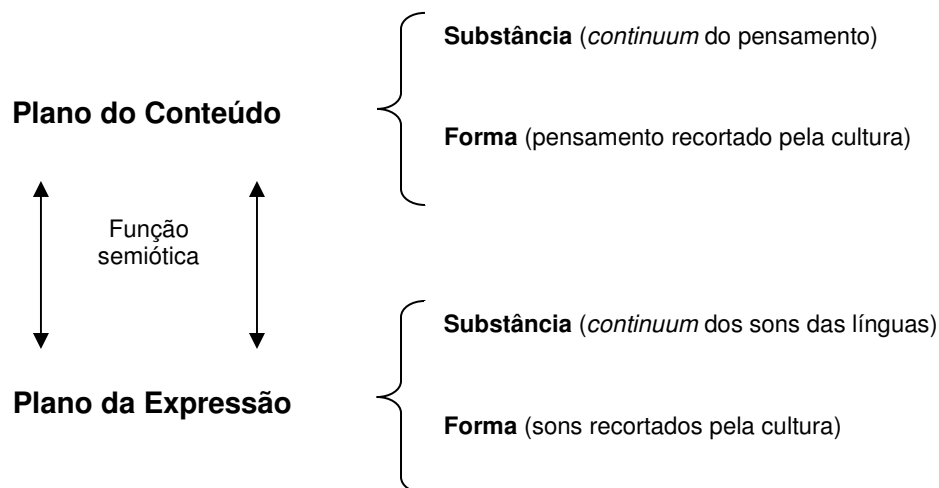 Substância (continuum do pensamento)
Plano do Conteúdo
Forma (pensamento recortado pela cultura)
Função
semiótica
Substância (continuum dos sons das línguas)
Plano da Expressão
Forma (sons recortados pela cultura)